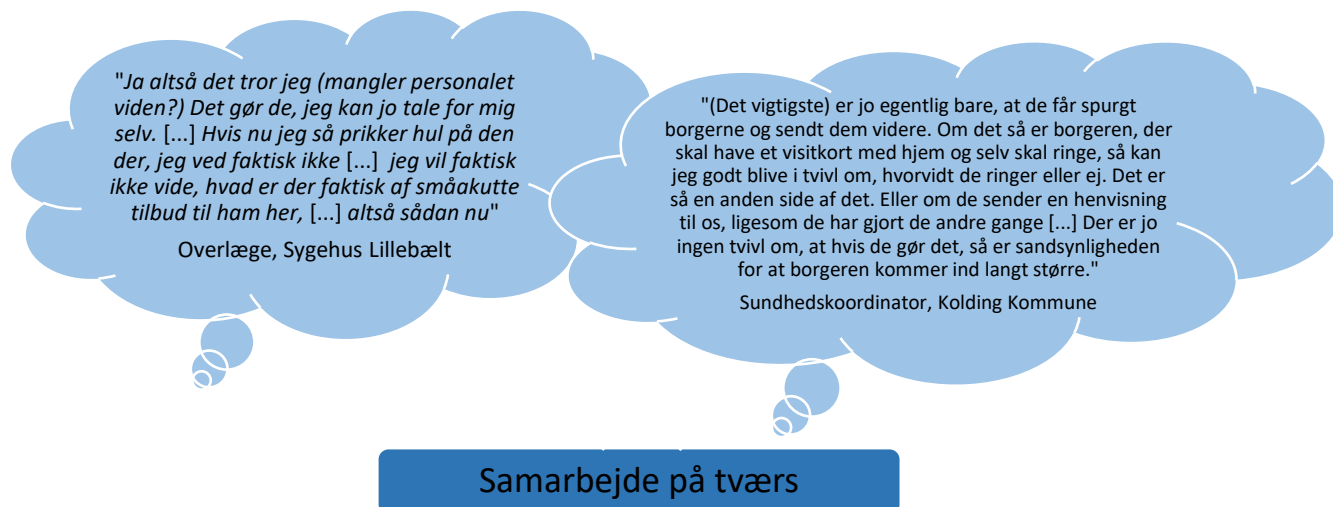 "Ja altså det tror jeg (mangler personalet
viden?) Det gør de, jeg kan jo tale for mig
selv. [...] Hvis nu jeg så prikker hul på den
der, jeg ved faktisk ikke [...] jeg vil faktisk
ikke vide, hvad er der faktisk af småakutte
tilbud til ham her, [...] altså sådan nu"
Overlæge, Sygehus Lillebælt
"(Det vigtigste) er jo egentlig bare, at de får spurgt
borgerne og sendt dem videre. Om det så er borgeren, der
skal have et visitkort med hjem og selv skal ringe, så kan
jeg godt blive i tvivl om, hvorvidt de ringer eller ej. Det er
så en anden side af det. Eller om de sender en henvisning
til os, ligesom de har gjort de andre gange [...] Der er jo
ingen tvivl om, at hvis de gør det, så er sandsynligheden
for at borgeren kommer ind langt større."
Sundhedskoordinator, Kolding Kommune
Samarbejde på tværs